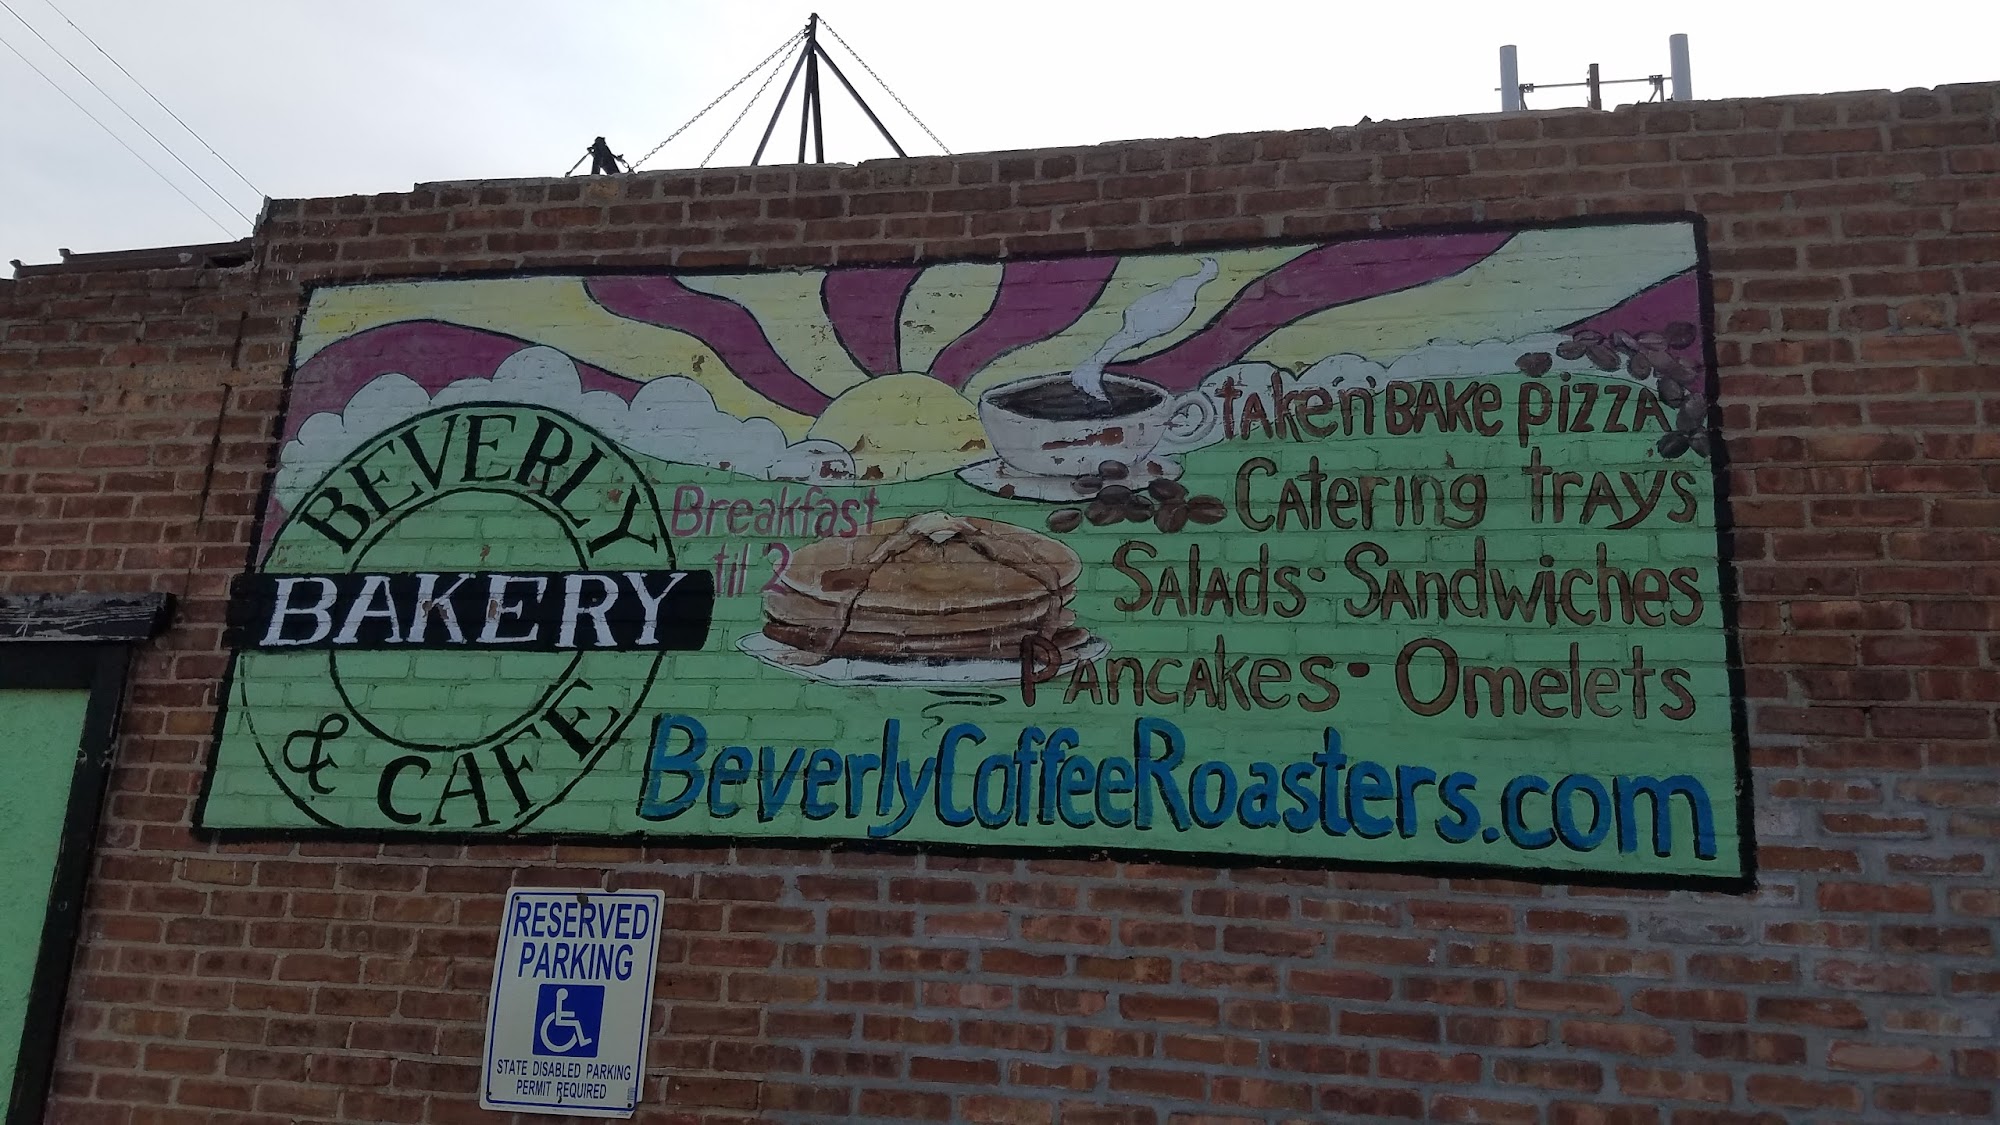 BEVERLY
BAKERY
& CAFE
Breakfast
til 2
take'n'BAKe pizzA
CAtering trAys
SAlAds· SAndwiches
PAncAkes· Omelets
BeverlyCoffeeRoasters.com
RESERVED
PARKING
STATE DISABLED PARKING
PERMIT REQUIRED